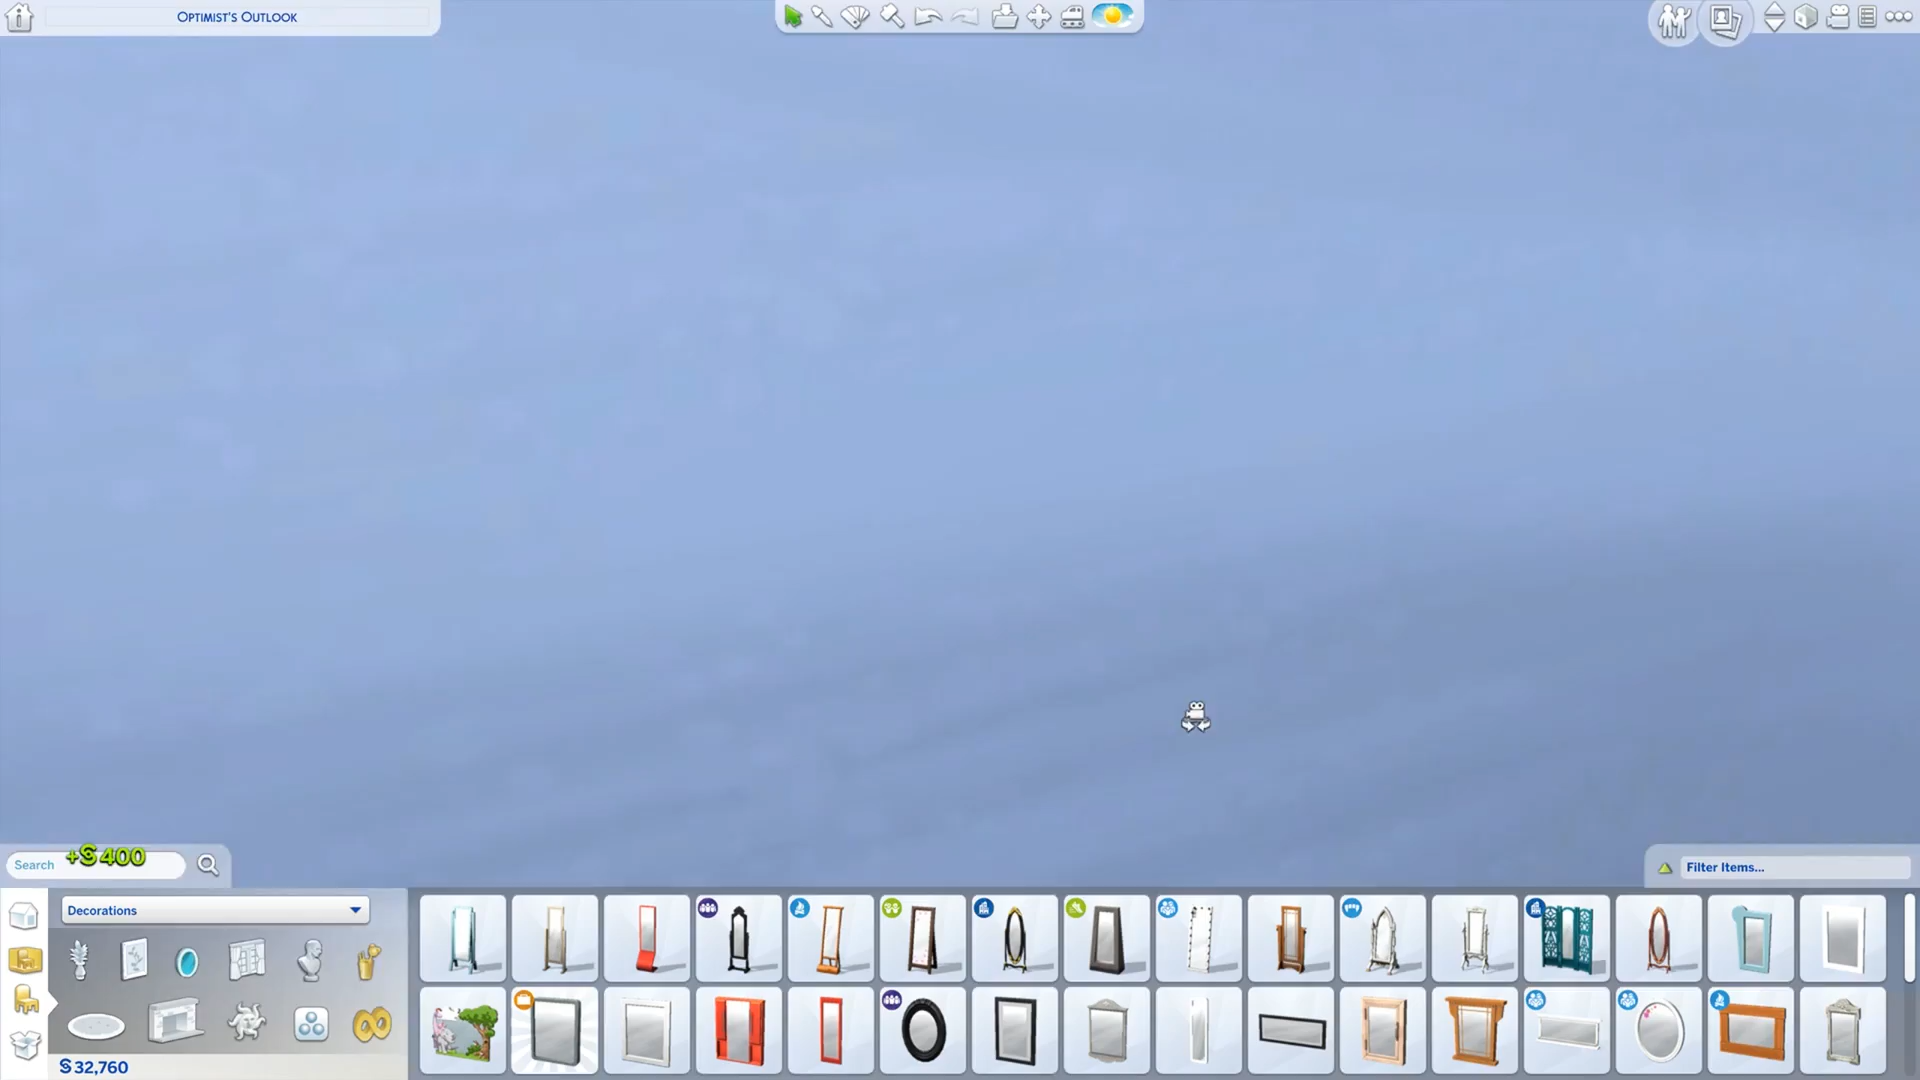 OPTIMIST'S OUTLOOK
Search
+§400
Filter Items...
Decorations
§32,760